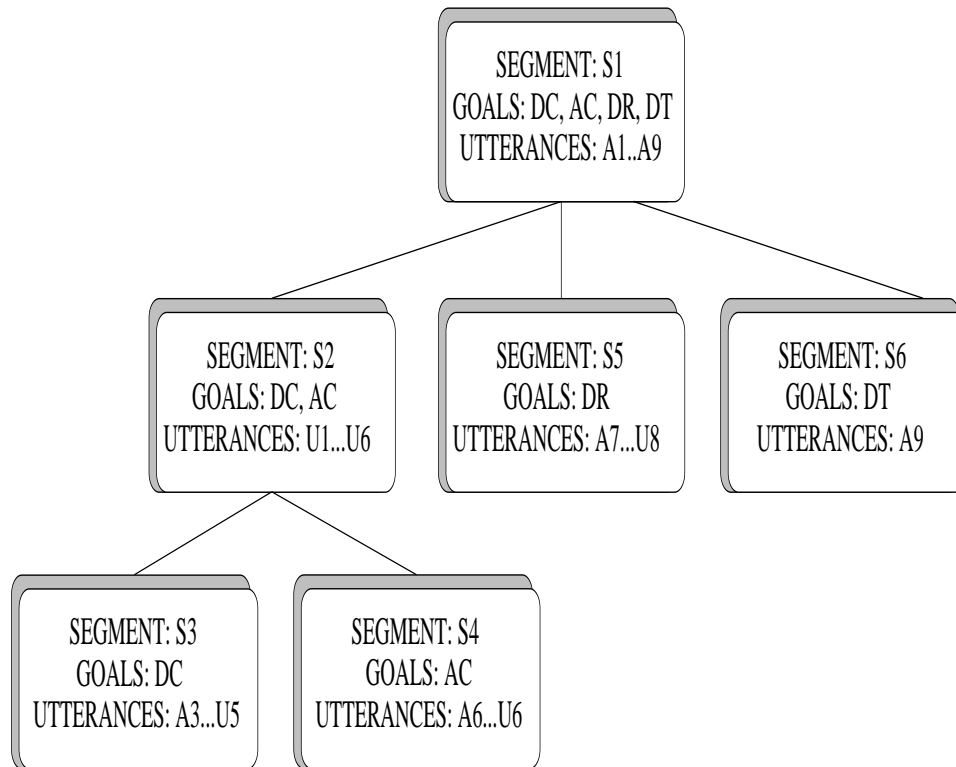 SEGMENT: S1
GOALS: DC, AC, DR, DT
UTTERANCES: A1..A9
SEGMENT: S2
GOALS: DC, AC
UTTERANCES: U1...U6
SEGMENT: S5
GOALS: DR
UTTERANCES: A7...U8
SEGMENT: S6
GOALS: DT
UTTERANCES: A9
SEGMENT: S3
GOALS: DC
UTTERANCES: A3...U5
SEGMENT: S4
GOALS: AC
UTTERANCES: A6...U6